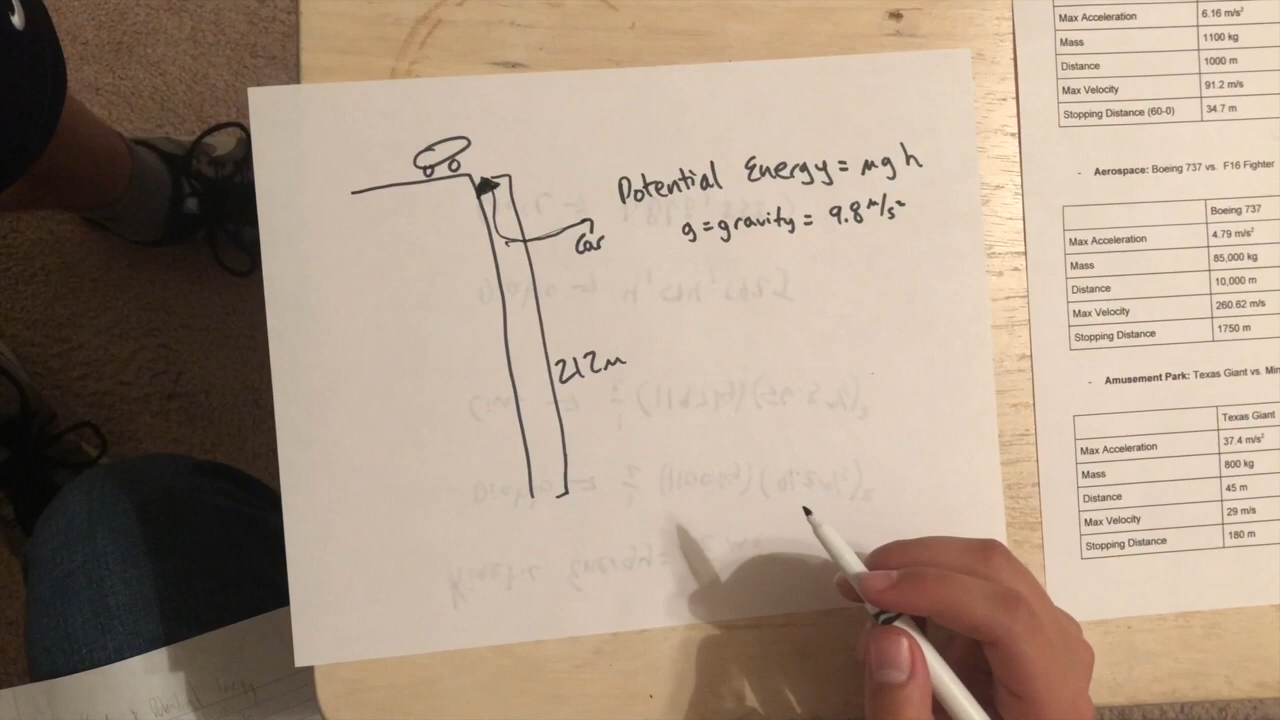 Potential Energy = mgh
g = gravity = 9.8 m/s²
Car
212m
Max Acceleration 6.16 m/s²
Mass 1100 kg
Distance 1000 m
Max Velocity 91.2 m/s
Stopping Distance (60-0) 34.7 m
- Aerospace: Boeing 737 vs. F16 Fighter
Boeing 737
Max Acceleration 4.79 m/s²
Mass 85,000 kg
Distance 10,000 m
Max Velocity 260.62 m/s
Stopping Distance 1750 m
- Amusement Park: Texas Giant vs.
Texas Giant
Max Acceleration 37.4 m/s²
Mass 800 kg
Distance 45 m
Max Velocity 29 m/s
Stopping Distance 180 m